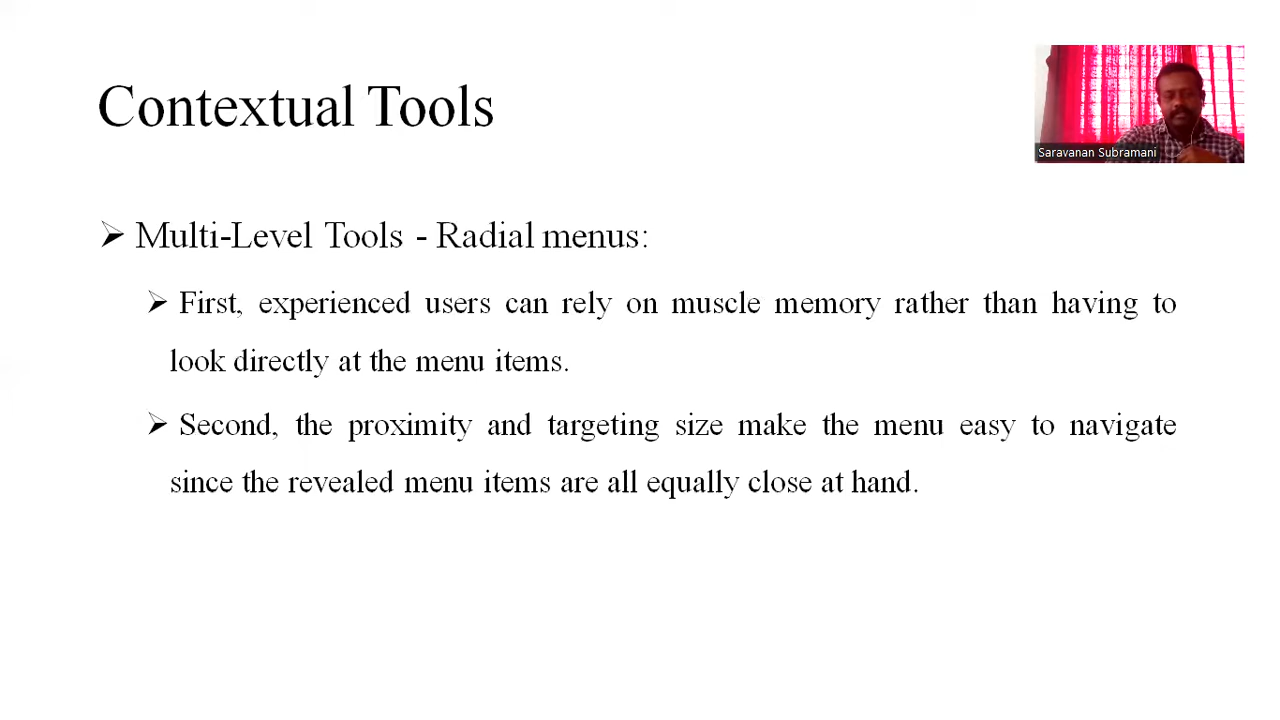 Contextual Tools
Saravanan Subramani
➢ Multi-Level Tools - Radial menus:
➢ First, experienced users can rely on muscle memory rather than having to
look directly at the menu items.
➢ Second, the proximity and targeting size make the menu easy to navigate
since the revealed menu items are all equally close at hand.